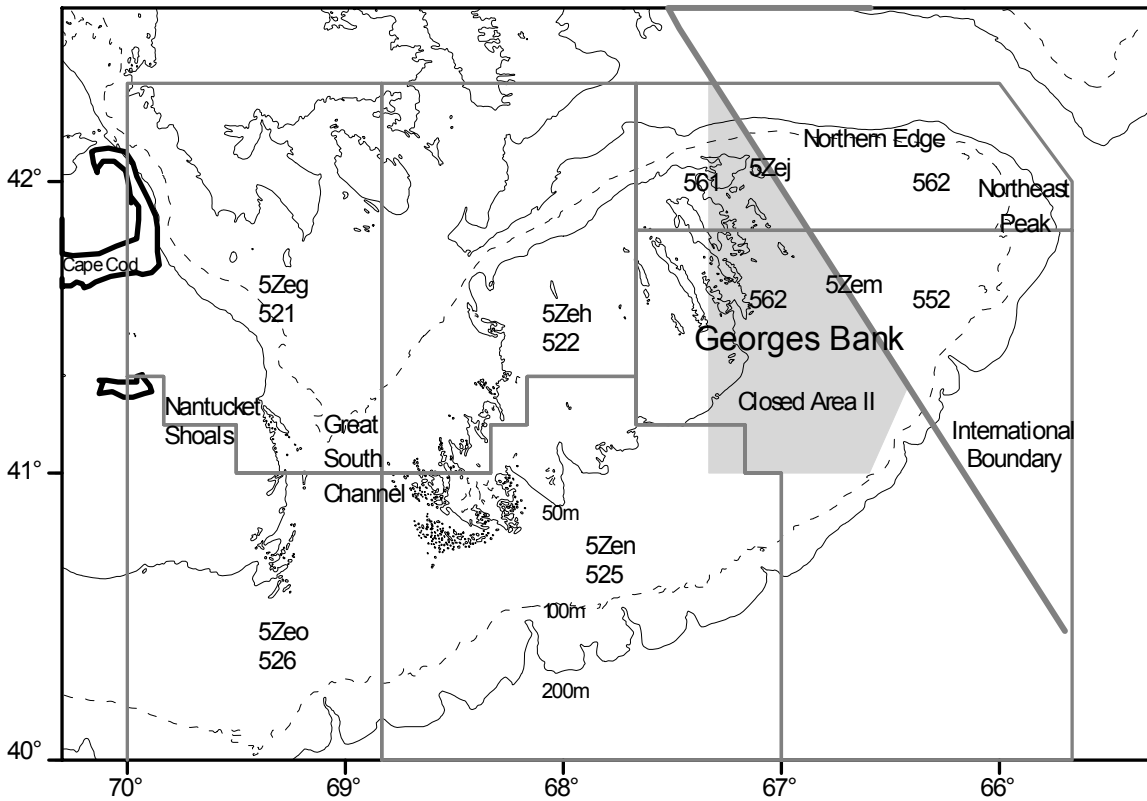 Northern Edge
42°
561
5Zej
562
Northeast
Peak
Cape Cod
5Zeg
521
5Zeh
522
562
5Zem
552
Georges Bank
Nantucket
Shoals
Great
South
Channel
Closed Area II
International
Boundary
41°
50m
5Zen
525
100m
5Zeo
526
200m
40°
70°
69°
68°
67°
66°